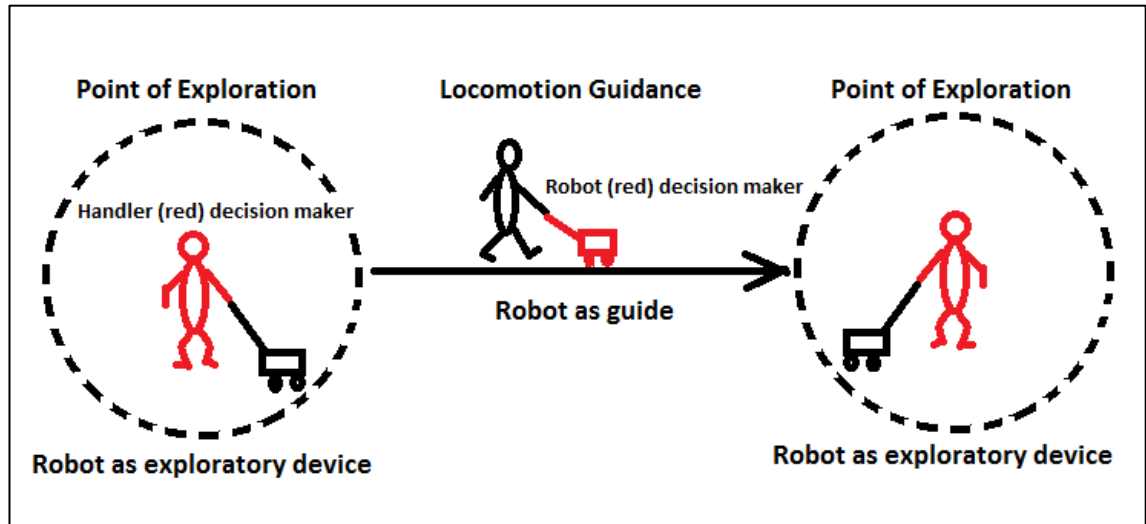 Point of Exploration
Locomotion Guidance
Point of Exploration
Handler (red) decision maker
Robot (red) decision maker
Robot as guide
Robot as exploratory device
Robot as exploratory device